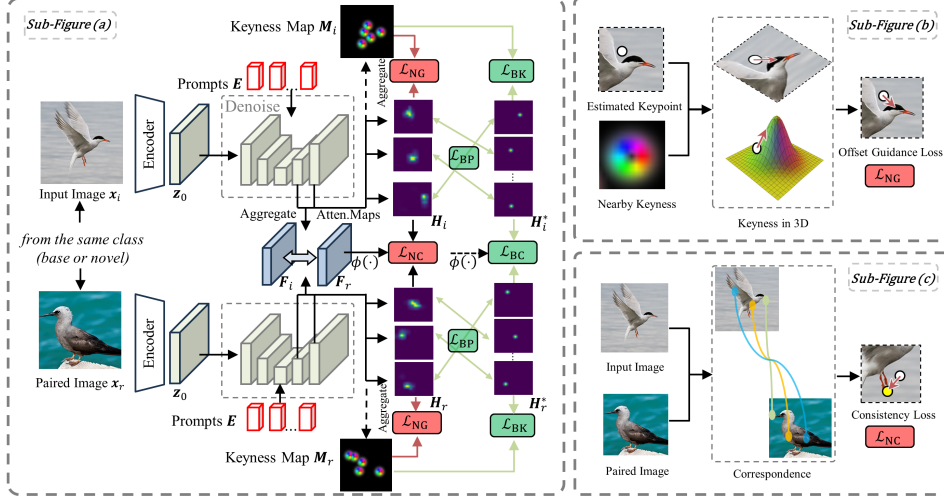 Sub-Figure (a)
Keyness Map M_i
Prompts E
Denoise
Aggregate
L_NG
L_BK
Encoder
Input Image x_i
z_0
L_BP
Aggregate
Atten.Maps
H_i
H_i^*
from the same class
(base or novel)
F_i
F_r
ϕ(·)
L_NC
ϕ(·)
L_BC
Encoder
Paired Image x_r
z_0
L_BP
Aggregate
H_r
H_r^*
Prompts E
L_NG
L_BK
Keyness Map M_r
Sub-Figure (b)
Estimated Keypoint
Nearby Keyness
Keyness in 3D
Offset Guidance Loss
L_NG
Sub-Figure (c)
Input Image
Paired Image
Correspondence
Consistency Loss
L_NC